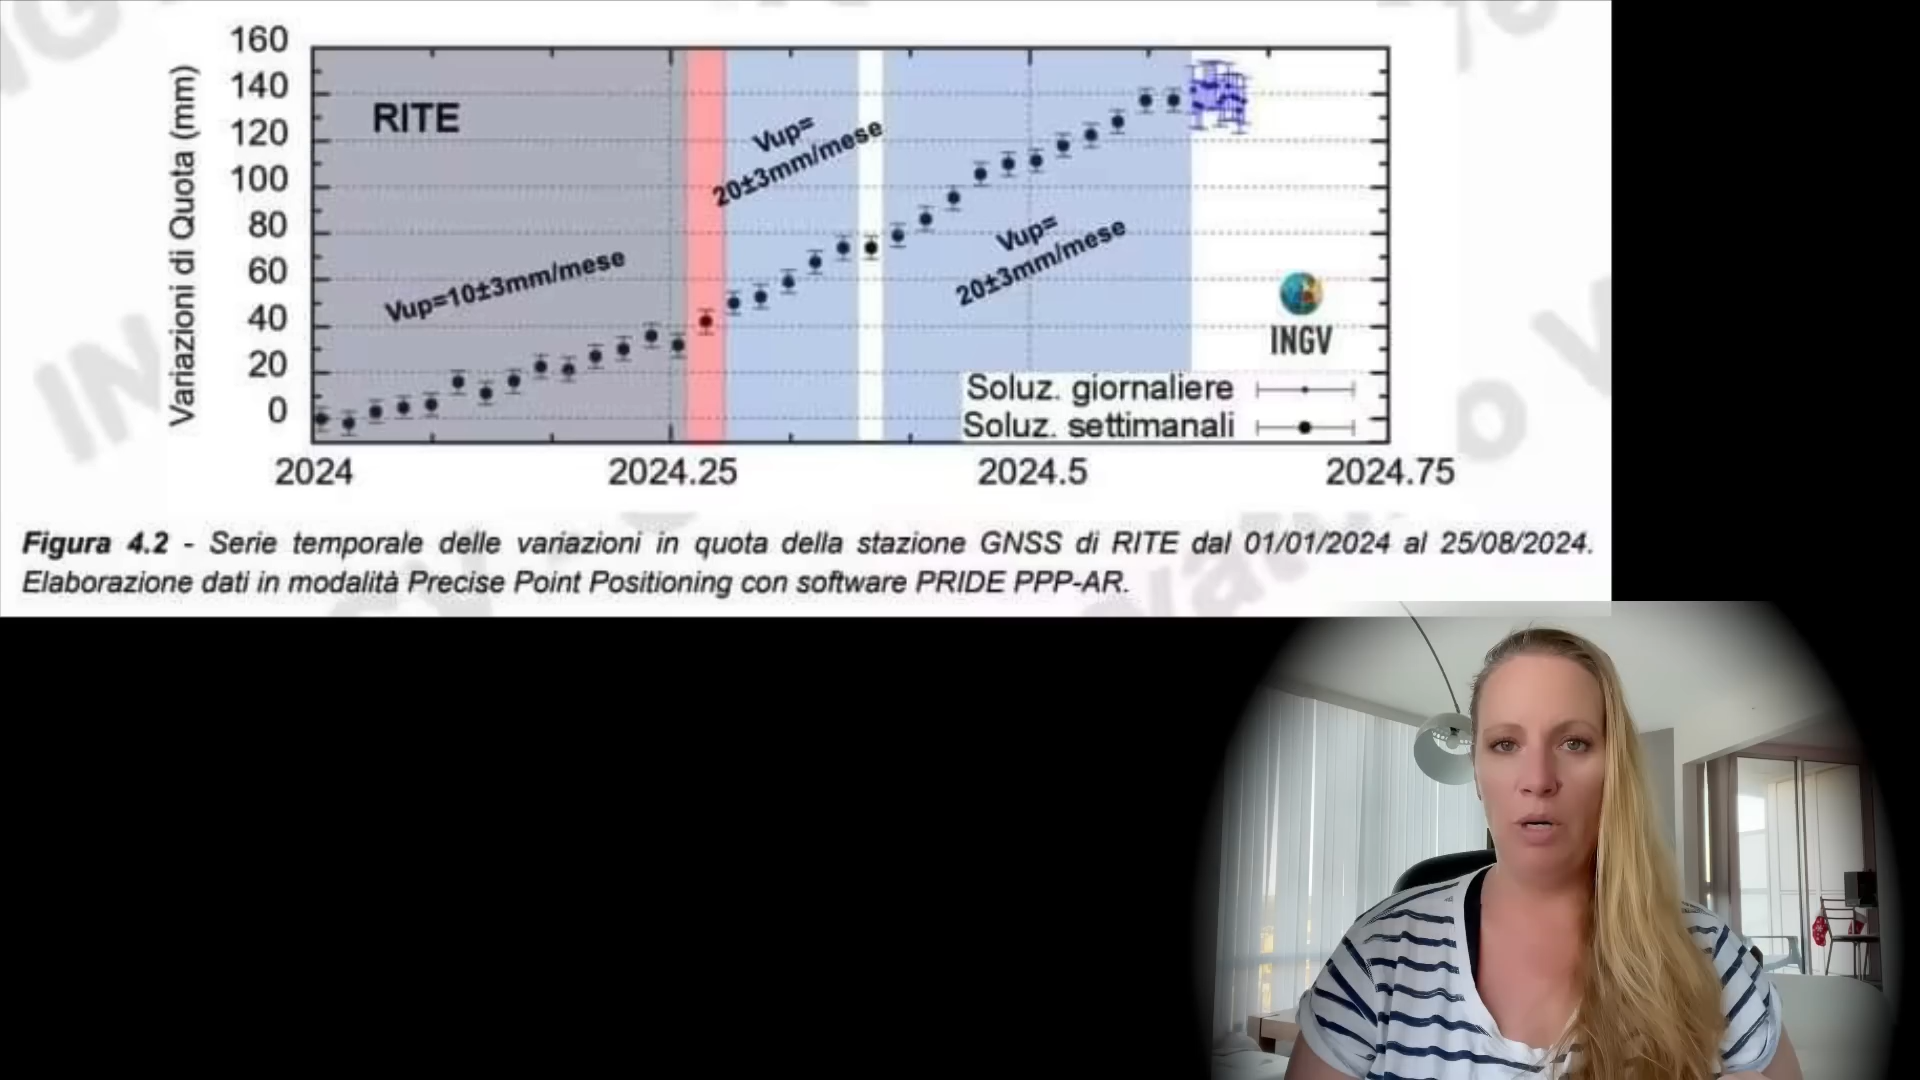 160
140
120
100
80
60
40
20
0
Variazioni di Quota (mm)
RITE
Vup=10±3mm/mese
Vup=
20±3mm/mese
Vup=
20±3mm/mese
INGV
Soluz. giornaliere
Soluz. settimanali
2024
2024.25
2024.5
2024.75
Figura 4.2 - Serie temporale delle variazioni in quota della stazione GNSS di RITE dal 01/01/2024 al 25/08/2024.
Elaborazione dati in modalità Precise Point Positioning con software PRIDE PPP-AR.